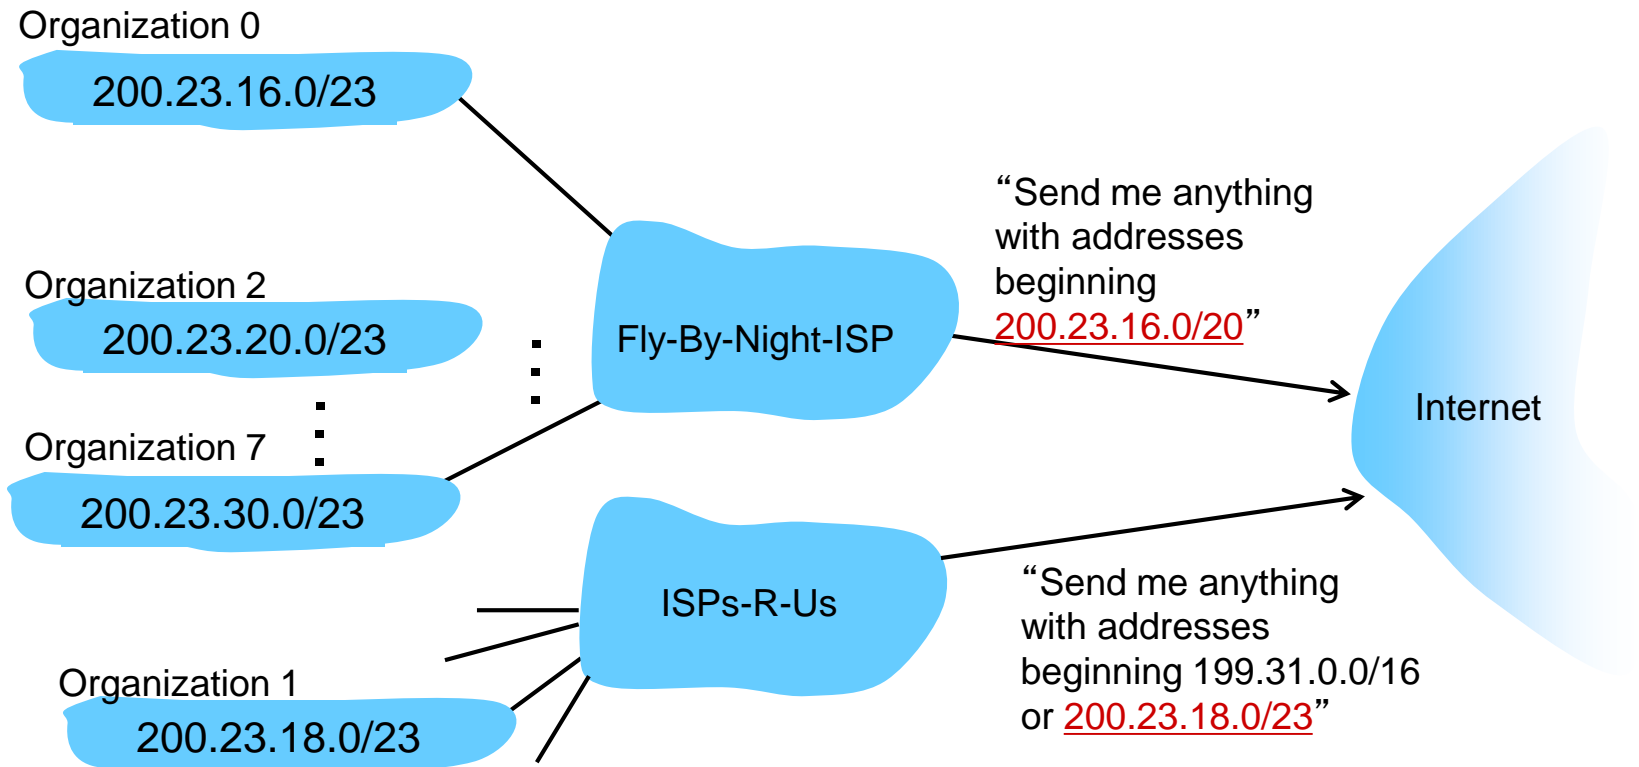 Organization 0
200.23.16.0/23
Organization 2
200.23.20.0/23
Organization 7
200.23.30.0/23
Fly-By-Night-ISP
“Send me anything
with addresses
beginning
200.23.16.0/20”
Internet
ISPs-R-Us
Organization 1
200.23.18.0/23
“Send me anything
with addresses
beginning 199.31.0.0/16
or 200.23.18.0/23”